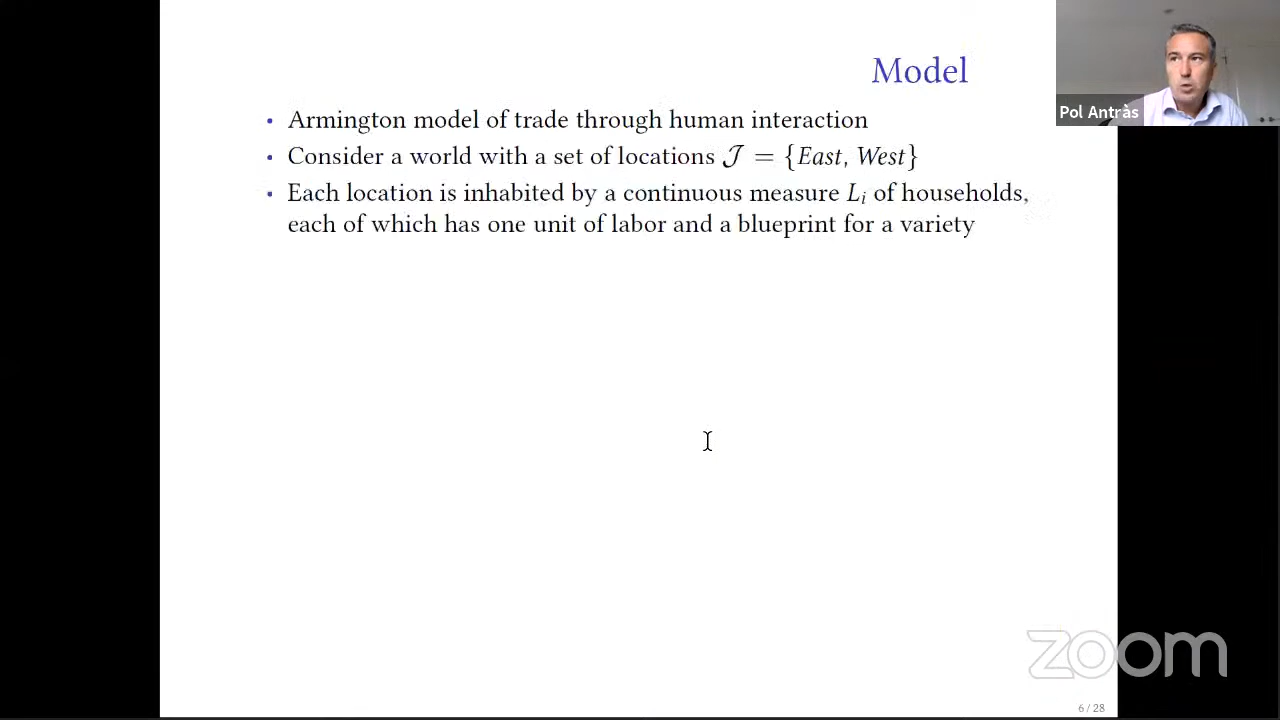 Model
Pol Antràs
• Armington model of trade through human interaction
• Consider a world with a set of locations 𝒥 = {East, West}
• Each location is inhabited by a continuous measure Lᵢ of households,
each of which has one unit of labor and a blueprint for a variety
zoom
6 / 28